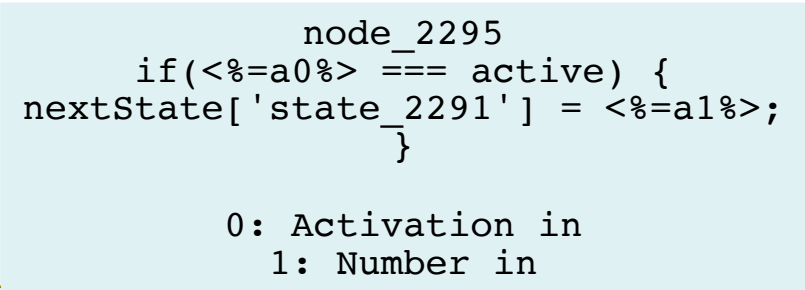 node_2295
if(<%=a0%> === active) {
nextState['state_2291'] = <%=a1%>;
}
0: Activation in
1: Number in